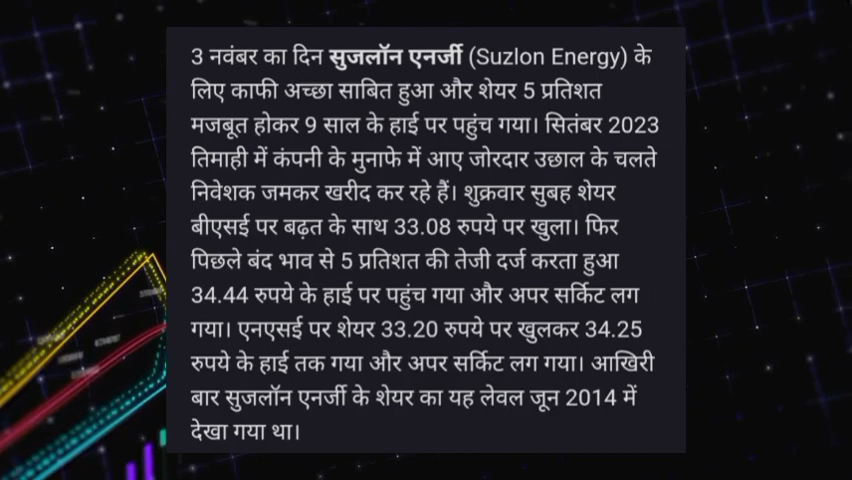 3 नवंबर का दिन सुजलॉन एनर्जी (Suzlon Energy) के
लिए काफी अच्छा साबित हुआ और शेयर 5 प्रतिशत
मजबूत होकर 9 साल के हाई पर पहुंच गया। सितंबर 2023
तिमाही में कंपनी के मुनाफे में आए जोरदार उछाल के चलते
निवेशक जमकर खरीद कर रहे हैं। शुक्रवार सुबह शेयर
बीएसई पर बढ़त के साथ 33.08 रुपये पर खुला। फिर
पिछले बंद भाव से 5 प्रतिशत की तेजी दर्ज करता हुआ
34.44 रुपये के हाई पर पहुंच गया और अपर सर्किट लग
गया। एनएसई पर शेयर 33.20 रुपये पर खुलकर 34.25
रुपये के हाई तक गया और अपर सर्किट लग गया। आखिरी
बार सुजलॉन एनर्जी के शेयर का यह लेवल जून 2014 में
देखा गया था।